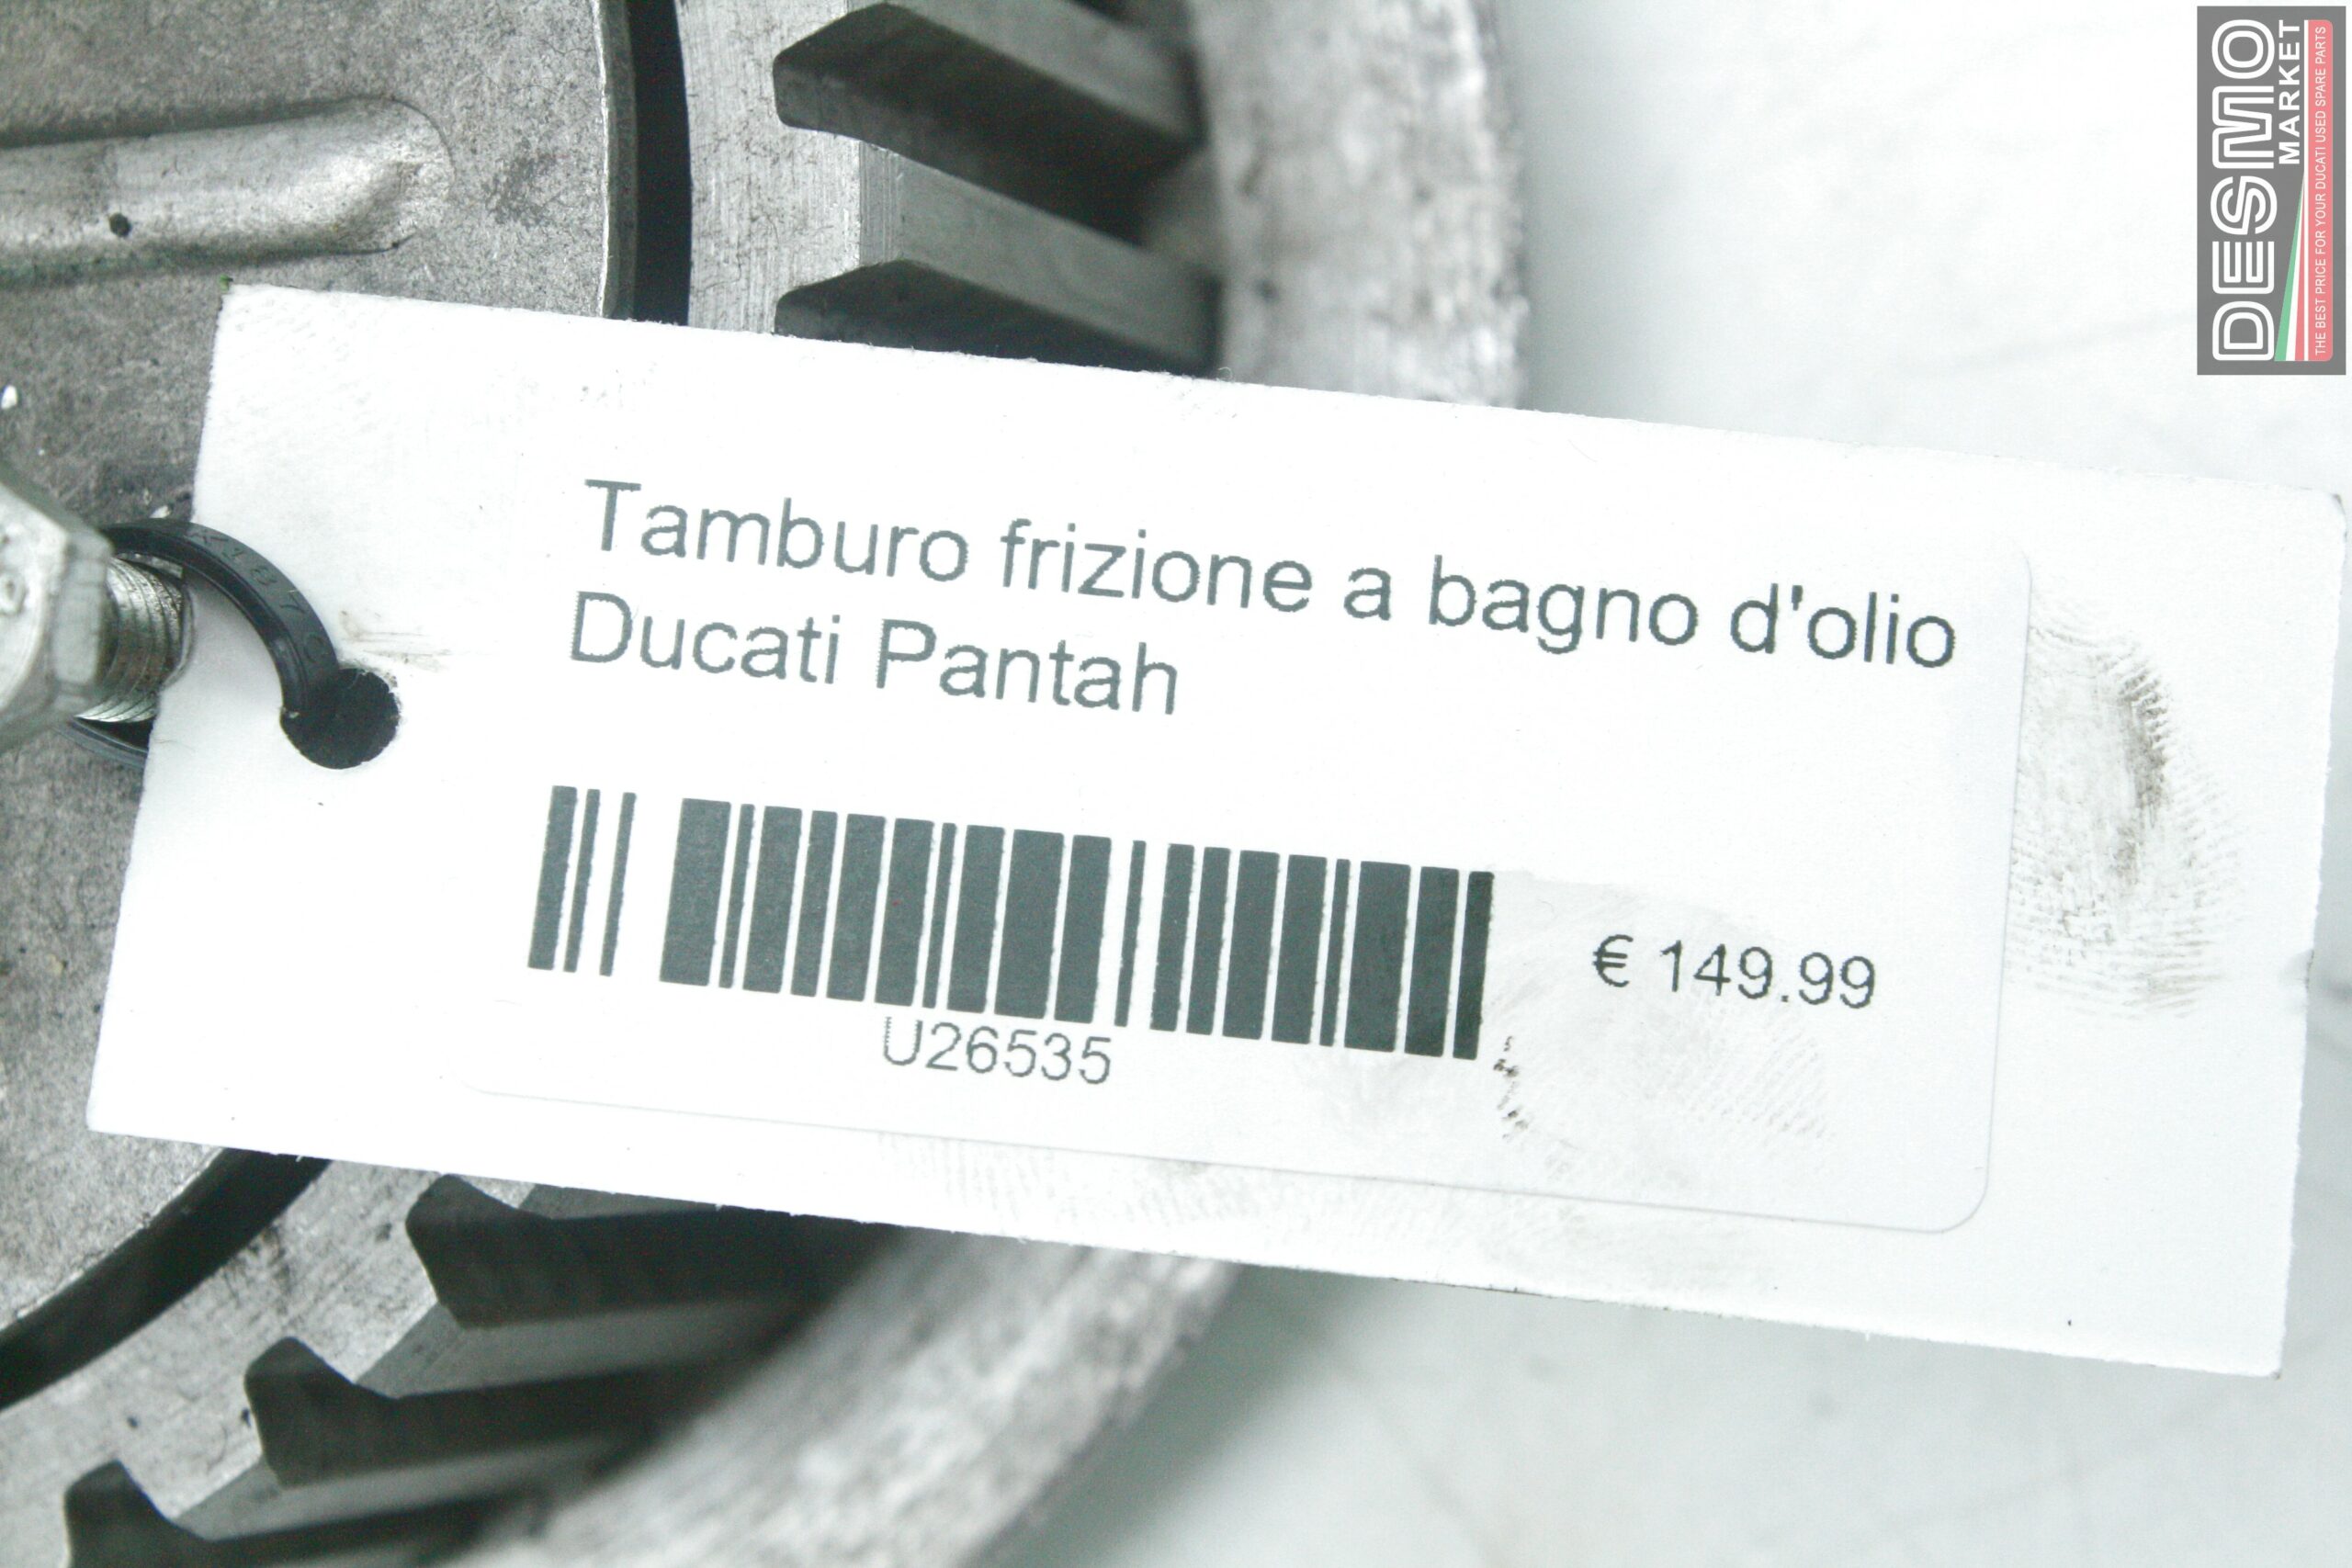 Tamburo frizione a bagno d'olio
Ducati Pantah
€ 149.99
U26535
DESMO
MARKET
THE BEST PRICE FOR YOUR DUCATI USED SPARE PARTS